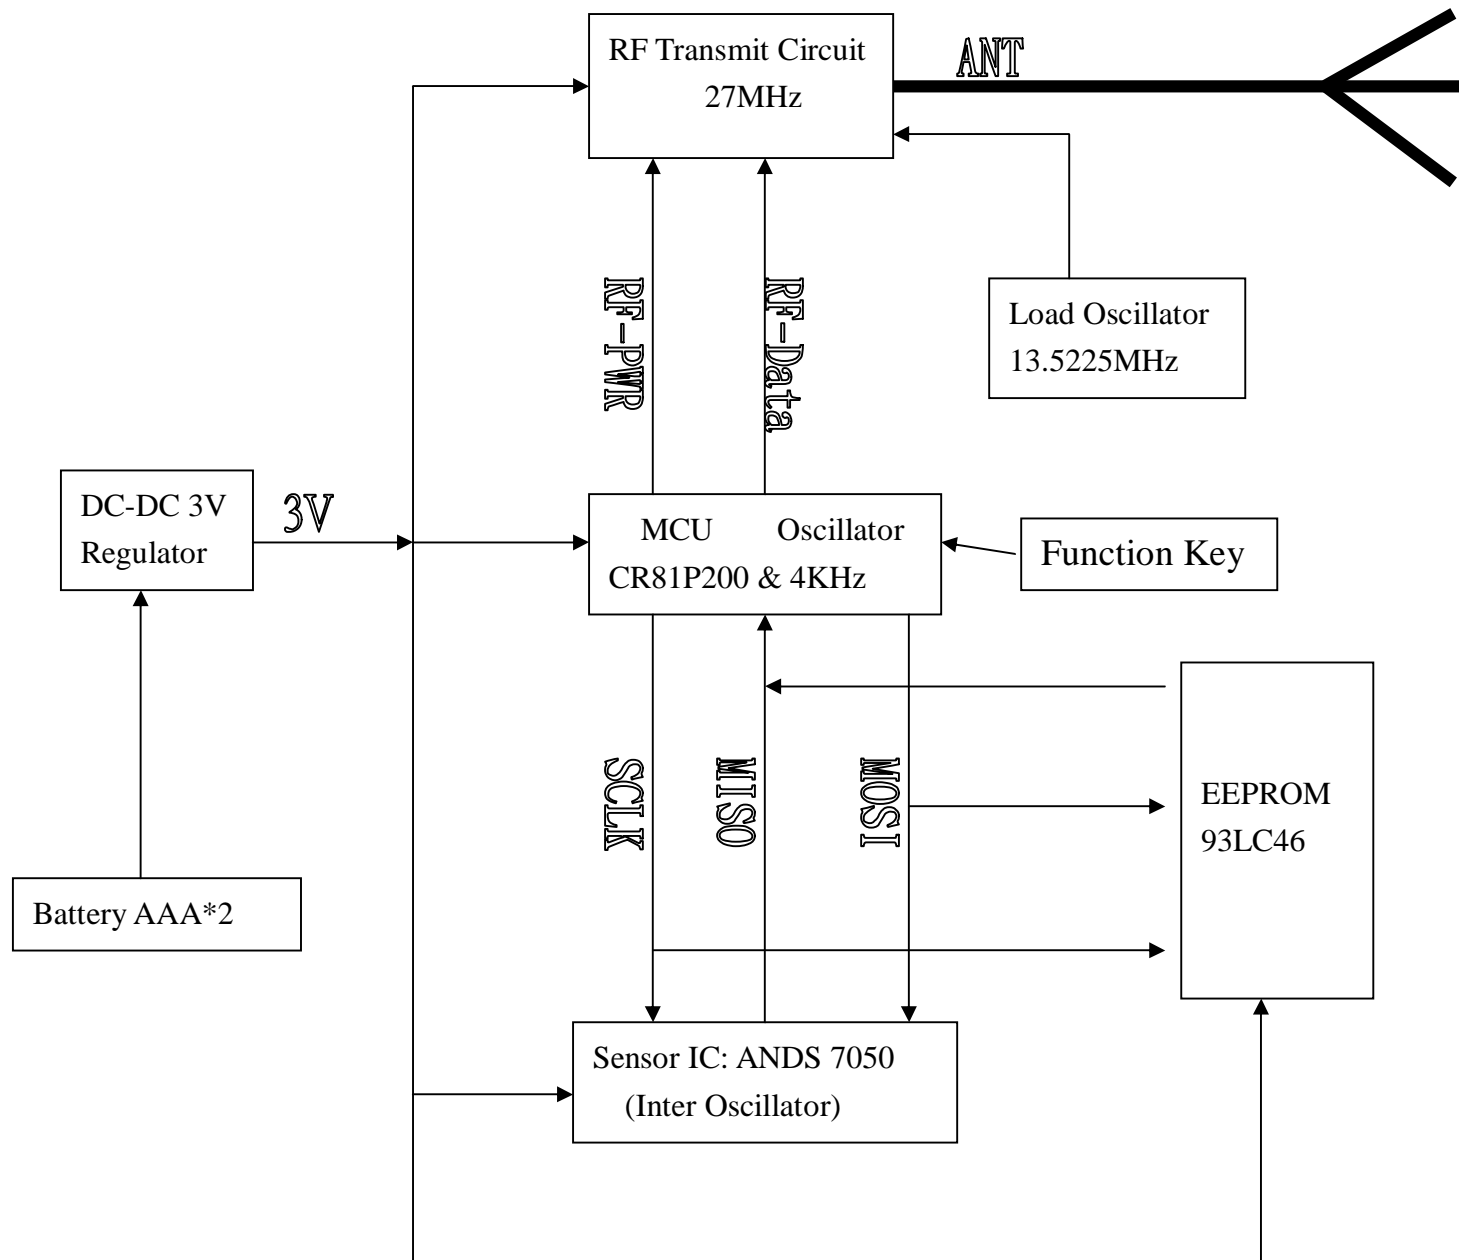 RF Transmit Circuit
27MHz
ANT
RF-PWR
RF-Data
Load Oscillator
13.5225MHz
DC-DC 3V
Regulator
3V
MCU Oscillator
CR81P200 & 4KHz
Function Key
SCLK
MISO
MOSI
EEPROM
93LC46
Battery AAA*2
Sensor IC: ANDS 7050
(Inter Oscillator)